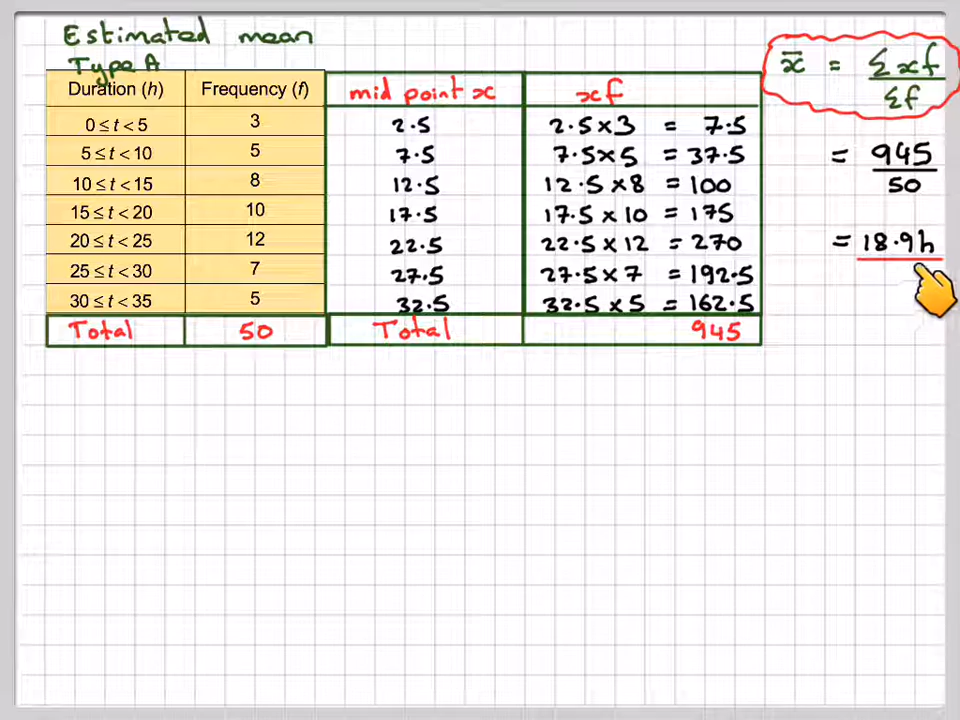 Estimated mean
Type A
Duration (h) Frequency (f) mid point x xf
0 ≤ t < 5 3 2.5 2.5 × 3 = 7.5
5 ≤ t < 10 5 7.5 7.5 × 5 = 37.5
10 ≤ t < 15 8 12.5 12.5 × 8 = 100
15 ≤ t < 20 10 17.5 17.5 × 10 = 175
20 ≤ t < 25 12 22.5 22.5 × 12 = 270
25 ≤ t < 30 7 27.5 27.5 × 7 = 192.5
30 ≤ t < 35 5 32.5 32.5 × 5 = 162.5
Total 50 Total 945
x̄ = Σxf / Σf
= 945 / 50
= 18.9h